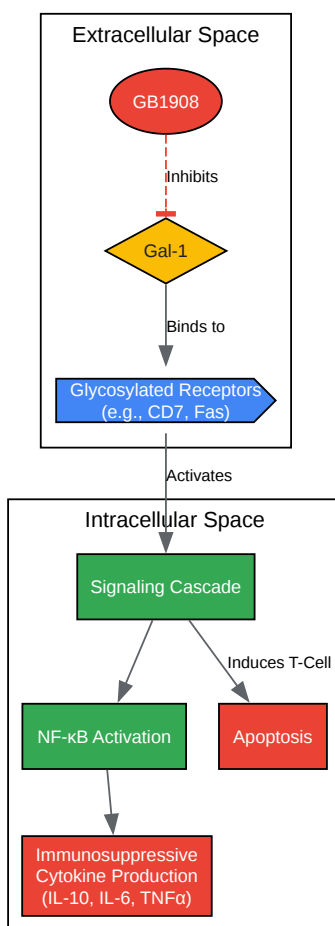 Extracellular Space
GB1908
Inhibits
Gal-1
Binds to
Glycosylated Receptors
(e.g., CD7, Fas)
Activates
Intracellular Space
Signaling Cascade
Induces T-Cell
NF-κB Activation
Apoptosis
Immunosuppressive
Cytokine Production
(IL-10, IL-6, TNFα)